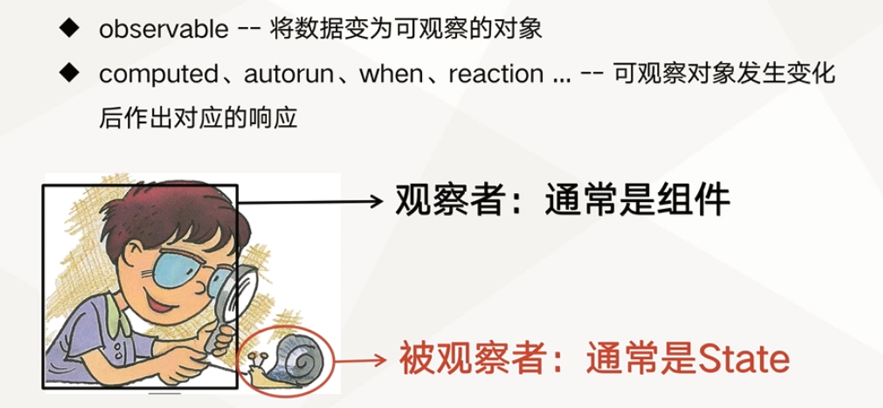 ◆ observable -- 将数据变为可观察的对象
◆ computed、autorun、when、reaction ... -- 可观察对象发生变化
后作出对应的响应
观察者：通常是组件
被观察者：通常是State